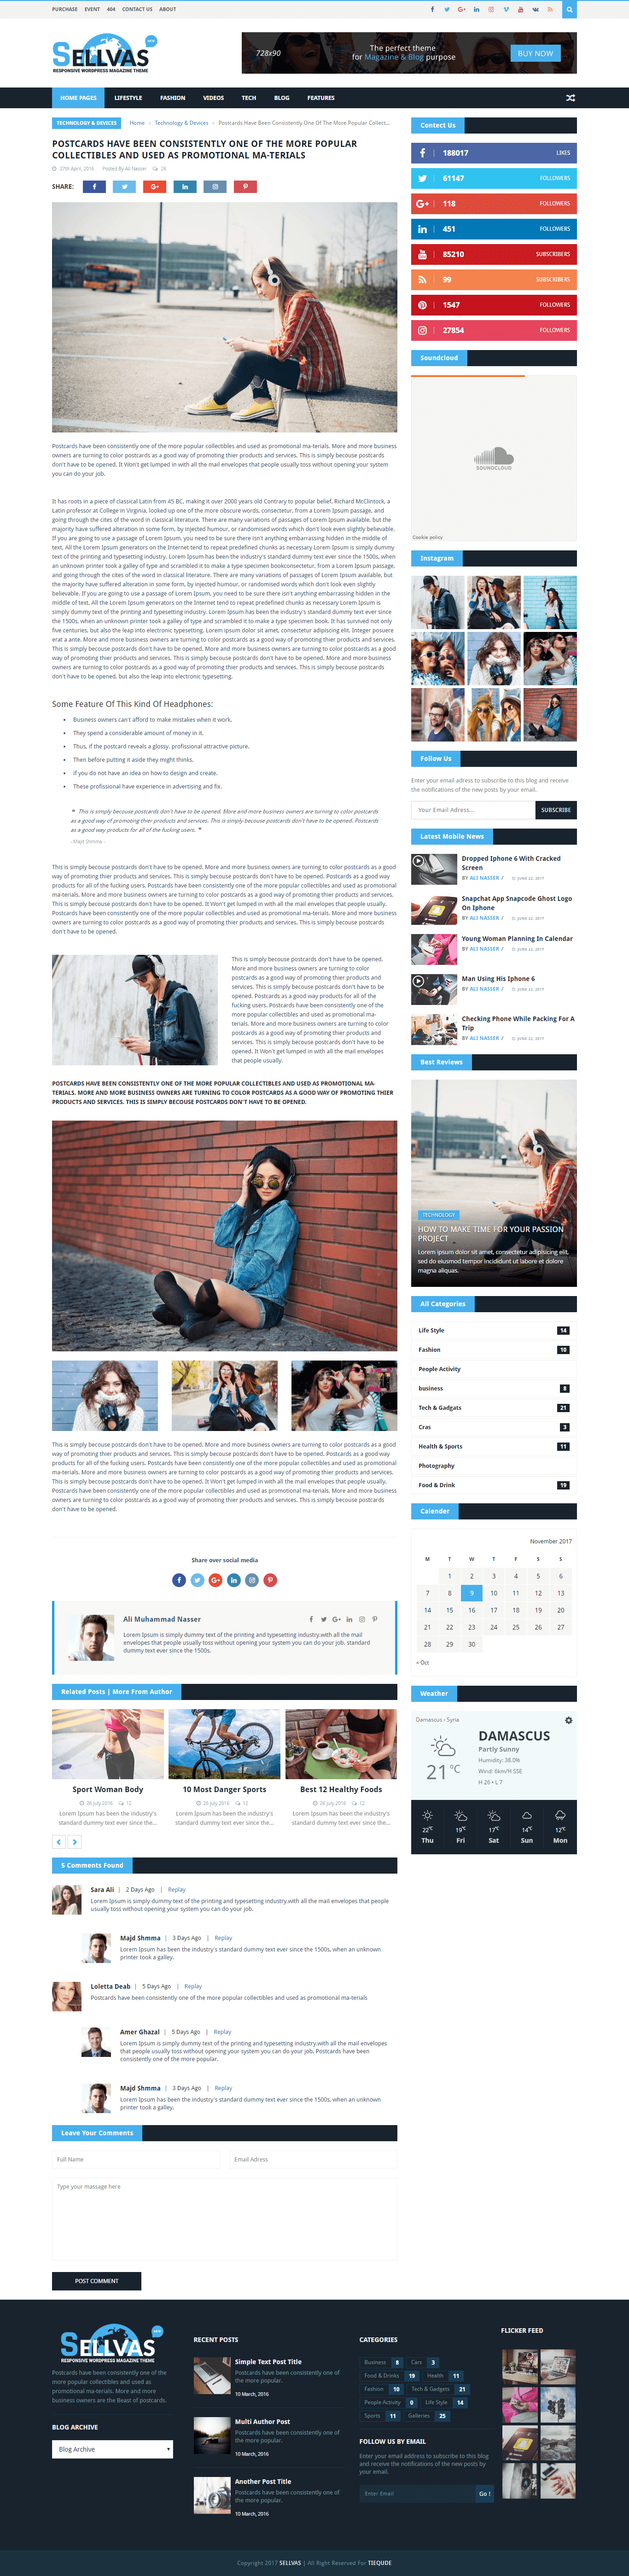 PURCHASE EVENT 404 CONTACT US ABOUT
SELLVAS
RESPONSIVE WORDPRESS MAGAZINE THEME
728x90
The perfect theme
for Magazine & Blog purpose
BUY NOW
HOME PAGES LIFESTYLE FASHION VIDEOS TECH BLOG FEATURES
TECHNOLOGY & DEVICES Home Technology & Devices Postcards Have Been Consistently One Of The More Popular Collect...
POSTCARDS HAVE BEEN CONSISTENTLY ONE OF THE MORE POPULAR
COLLECTIBLES AND USED AS PROMOTIONAL MA-TERIALS
27th April, 2016 Posted By Ali Nasser 28
SHARE:
Postcards have been consistently one of the more popular collectibles and used as promotional ma-terials. More and more business
owners are turning to color postcards as a good way of promoting thier products and services. This is simply becouse postcards
don't have to be opened. It Won't get lumped in with all the mail envelopes that people usually toss without opening your system
you can do your job.
It has roots in a piece of classical Latin from 45 BC, making it over 2000 years old Contrary to popular belief. Richard McClintock, a
Latin professor at College in Virginia, looked up one of the more obscure words, consectetur, from a Lorem Ipsum passage, and
going through the cites of the word in classical literature. There are many variations of passages of Lorem Ipsum available, but the
majority have suffered alteration in some form, by injected humour, or randomised words which don't look even slightly believable.
If you are going to use a passage of Lorem Ipsum, you need to be sure there isn't anything embarrassing hidden in the middle of
text. All the Lorem Ipsum generators on the Internet tend to repeat predefined chunks as necessary Lorem Ipsum is simply dummy
text of the printing and typesetting industry. Lorem Ipsum has been the industry's standard dummy text ever since the 1500s, when
an unknown printer took a galley of type and scrambled it to make a type specimen bookconsectetur, from a Lorem Ipsum passage,
and going through the cites of the word in classical literature. There are many variations of passages of Lorem Ipsum available, but
the majority have suffered alteration in some form, by injected humour, or randomised words which don't look even slightly
believable. If you are going to use a passage of Lorem Ipsum, you need to be sure there isn't anything embarrassing hidden in the
middle of text. All the Lorem Ipsum generators on the Internet tend to repeat predefined chunks as necessary Lorem Ipsum is
simply dummy text of the printing and typesetting industry. Lorem Ipsum has been the industry's standard dummy text ever since
the 1500s, when an unknown printer took a galley of type and scrambled it to make a type specimen book. It has survived not only
five centuries, but also the leap into electronic typesetting. Lorem ipsum dolor sit amet, consectetur adipiscing elit. Integer posuere
erat a ante. More and more business owners are turning to color postcards as a good way of promoting thier products and services.
This is simply becouse postcards don't have to be opened. More and more business owners are turning to color postcards as a good
way of promoting thier products and services. This is simply becouse postcards don't have to be opened. More and more business
owners are turning to color postcards as a good way of promoting thier products and services. This is simply becouse postcards
don't have to be opened. but also the leap into electronic typesetting.
Some Feature Of This Kind Of Headphones:
Business owners can't afford to make mistakes when it work.
They spend a considerable amount of money in it.
Thus, if the postcard reveals a glossy, professional attractive picture.
Then before putting it aside they might thinks.
if you do not have an idea on how to design and create.
These profissional have experience in advertising and fix.
❝ This is simply becouse postcards don't have to be opened. More and more business owners are turning to color postcards
as a good way of promoting thier products and services. This is simply becouse postcards don't have to be opened. Postcards
as a good way products for all of the fucking users. ❞
- Majd Shmma -
This is simply becouse postcards don't have to be opened. More and more business owners are turning to color postcards as a good
way of promoting thier products and services. This is simply becouse postcards don't have to be opened. Postcards as a good way
products for all of the fucking users. Postcards have been consistently one of the more popular collectibles and used as promotional
ma-terials. More and more business owners are turning to color postcards as a good way of promoting thier products and services.
This is simply becouse postcards don't have to be opened. It Won't get lumped in with all the mail envelopes that people usually.
Postcards have been consistently one of the more popular collectibles and used as promotional ma-terials. More and more business
owners are turning to color postcards as a good way of promoting thier products and services. This is simply becouse postcards
don't have to be opened.
This is simply becouse postcards don't have to be opened.
More and more business owners are turning to color
postcards as a good way of promoting thier products and
services. This is simply becouse postcards don't have to be
opened. Postcards as a good way products for all of the
fucking users. Postcards have been consistently one of the
more popular collectibles and used as promotional ma-
terials. More and more business owners are turning to color
postcards as a good way of promoting thier products and
services. This is simply becouse postcards don't have to be
opened. It Won't get lumped in with all the mail envelopes
that people usually.
POSTCARDS HAVE BEEN CONSISTENTLY ONE OF THE MORE POPULAR COLLECTIBLES AND USED AS PROMOTIONAL MA-
TERIALS. MORE AND MORE BUSINESS OWNERS ARE TURNING TO COLOR POSTCARDS AS A GOOD WAY OF PROMOTING THIER
PRODUCTS AND SERVICES. THIS IS SIMPLY BECOUSE POSTCARDS DON'T HAVE TO BE OPENED.
This is simply becouse postcards don't have to be opened. More and more business owners are turning to color postcards as a good
way of promoting thier products and services. This is simply becouse postcards don't have to be opened. Postcards as a good way
products for all of the fucking users. Postcards have been consistently one of the more popular collectibles and used as promotional
ma-terials. More and more business owners are turning to color postcards as a good way of promoting thier products and services.
This is simply becouse postcards don't have to be opened. It Won't get lumped in with all the mail envelopes that people usually.
Postcards have been consistently one of the more popular collectibles and used as promotional ma-terials. More and more business
owners are turning to color postcards as a good way of promoting thier products and services. This is simply becouse postcards
don't have to be opened.
Share over social media
Ali Muhammad Nasser
Lorem Ipsum is simply dummy text of the printing and typesetting industry.with all the mail
envelopes that people usually toss without opening your system you can do your job. standard
dummy text ever since the 1500s.
Related Posts | More From Author
Sport Woman Body
26 July 2016 12
Lorem Ipsum has been the industry's
standard dummy text ever since the...
10 Most Danger Sports
26 July 2016 12
Lorem Ipsum has been the industry's
standard dummy text ever since the...
Best 12 Healthy Foods
26 July 2016 12
Lorem Ipsum has been the industry's
standard dummy text ever since the...
5 Comments Found
Sara Ali | 2 Days Ago | Replay
Lorem Ipsum is simply dummy text of the printing and typesetting industry.wth all the mail envelopes that people
usually toss without opening your system you can do your job.
Majd Shmma | 3 Days Ago | Replay
Lorem Ipsum has been the industry's standard dummy text ever since the 1500s, when an unknown
printer took a galley.
Loletta Deab | 5 Days Ago | Replay
Postcards have been consistently one of the more popular collectibles and used as promotional ma-terials
Amer Ghazal | 5 Days Ago | Replay
Lorem Ipsum is simply dummy text of the printing and typesetting industry.with all the mail envelopes
that people usually toss without opening your system you can do your job. Postcards have been
consistently one of the more popular.
Majd Shmma | 3 Days Ago | Replay
Lorem Ipsum has been the industry's standard dummy text ever since the 1500s, when an unknown
printer took a galley.
Leave Your Comments
Full Name Email Adress
Type your massage here
POST COMMENT
Contect Us
188017 LIKES
61147 FOLLOWERS
118 FOLLOWERS
451 FOLLOWERS
85210 SUBSCRIBERS
99 SUBSCRIBERS
1547 FOLLOWERS
27854 FOLLOWERS
Soundcloud
SOUNDCLOUD
Cookie policy
Instagram
Follow Us
Enter your email adress to subscribe to this blog and receive
the notifications of the new posts by your email.
Your Email Adress... SUBSCRIBE
Latest Mobile News
Dropped Iphone 6 With Cracked
Screen
BY ALI NASSER / JUNE 22, 2017
Snapchat App Snapcode Ghost Logo
On Iphone
BY ALI NASSER / JUNE 22, 2017
Young Woman Planning In Calendar
BY ALI NASSER / JUNE 22, 2017
Man Using His Iphone 6
BY ALI NASSER / JUNE 22, 2017
Checking Phone While Packing For A
Trip
BY ALI NASSER / JUNE 22, 2017
Best Reviews
TECHNOLOGY
HOW TO MAKE TIME FOR YOUR PASSION
PROJECT
Lorem ipsum dolor sit amet, consectetur adipisicing elit,
sed do eiusmod tempor incididunt ut labore et dolore
magna aliquas.
All Categories
Life Style 14
Fashion 10
People Activity
business 8
Tech & Gadgats 21
Cras 3
Health & Sports 11
Photography
Food & Drink 19
Calender
November 2017
M T W T F S S
1 2 3 4 5 6
7 8 9 10 11 12 13
14 15 16 17 18 19 20
21 22 23 24 25 26 27
28 29 30
« Oct
Weather
Damascus - Syria
21°C
DAMASCUS
Partly Sunny
Humidity: 38.0%
Wind: 6km/H SSE
H 26 • L 7
22°C 19°C 17°C 14°C 12°C
Thu Fri Sat Sun Mon
SELLVAS
RESPONSIVE WORDPRESS MAGAZINE THEME
Postcards have been consistently one of the
more popular collectibles and used as
promotional ma-terials. More and more
business owners are the Beast of postcards.
BLOG ARCHIVE
Blog Archive
RECENT POSTS
Simple Text Post Title
Postcards have been consistently one of
the more popular.
10 March, 2016
Multi Author Post
Postcards have been consistently one of
the more popular.
10 March, 2016
Another Post Title
Postcards have been consistently one of
the more popular.
10 March, 2016
CATEGORIES
Business 8 Cars 3
Food & Drinks 19 Health 11
Fashion 10 Tech & Gadgets 21
People Activity 0 Life Style 14
Sports 11 Galleries 25
FOLLOW US BY EMAIL
Enter your email address to subscribe to this blog
and receive the notifications of the new posts by
your email.
Enter Email Go !
FLICKER FEED
Copyright 2017 SELLVAS | All Right Reserved For TIEQUDE